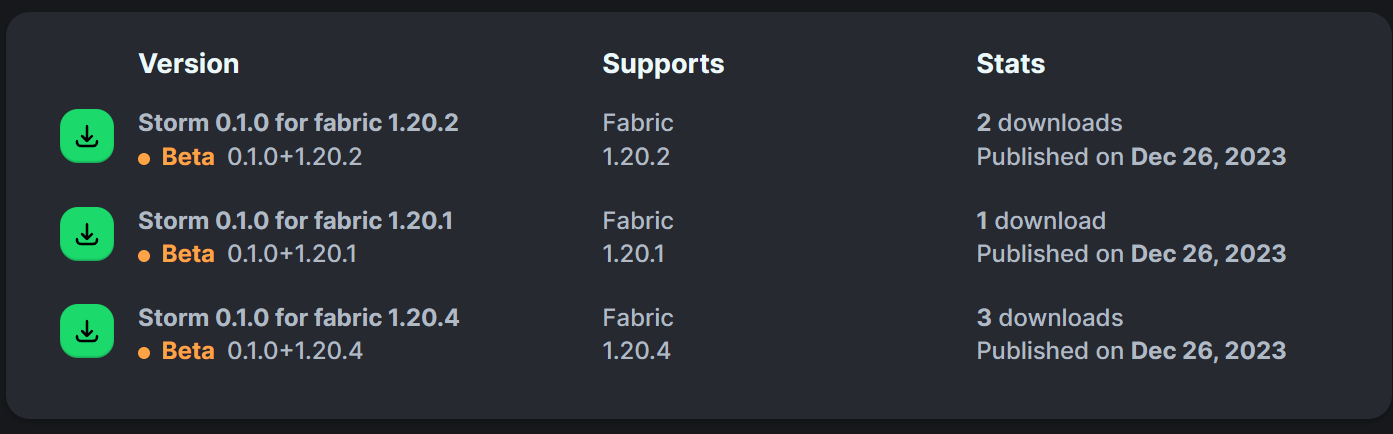 Version Supports Stats
Storm 0.1.0 for fabric 1.20.2 Fabric 2 downloads
Beta 0.1.0+1.20.2 1.20.2 Published on Dec 26, 2023
Storm 0.1.0 for fabric 1.20.1 Fabric 1 download
Beta 0.1.0+1.20.1 1.20.1 Published on Dec 26, 2023
Storm 0.1.0 for fabric 1.20.4 Fabric 3 downloads
Beta 0.1.0+1.20.4 1.20.4 Published on Dec 26, 2023